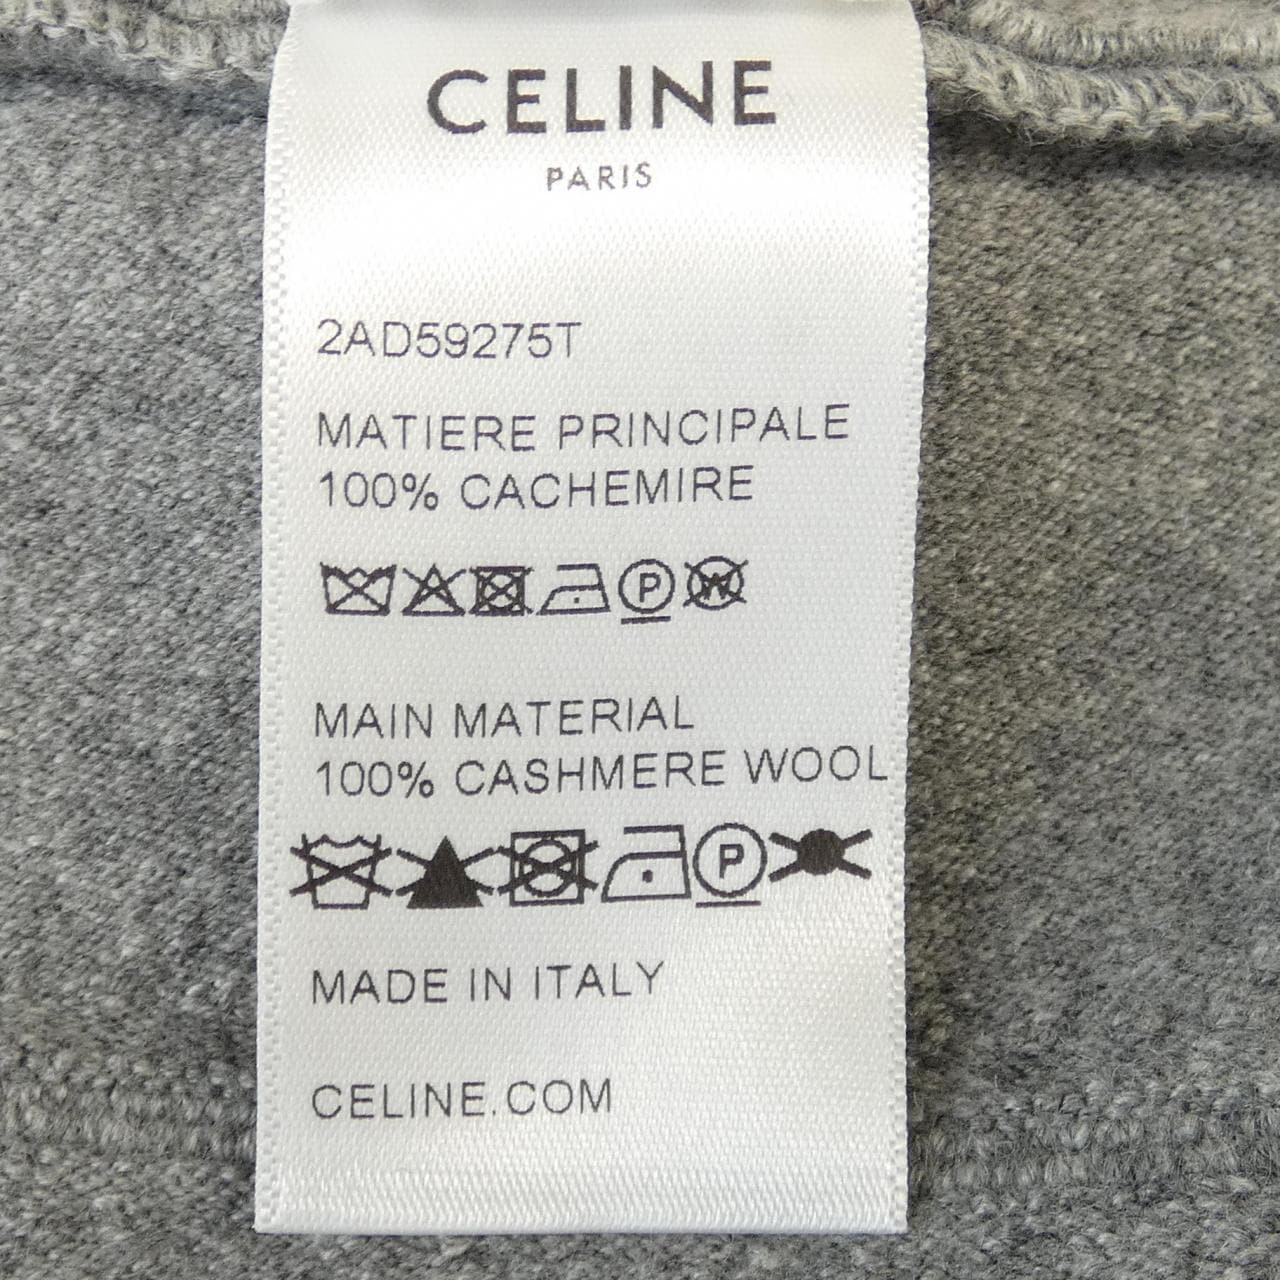 CELINE
PARIS
2AD59275T
MATIERE PRINCIPALE
100% CACHEMIRE
P W
MAIN MATERIAL
100% CASHMERE WOOL
P
MADE IN ITALY
CELINE.COM